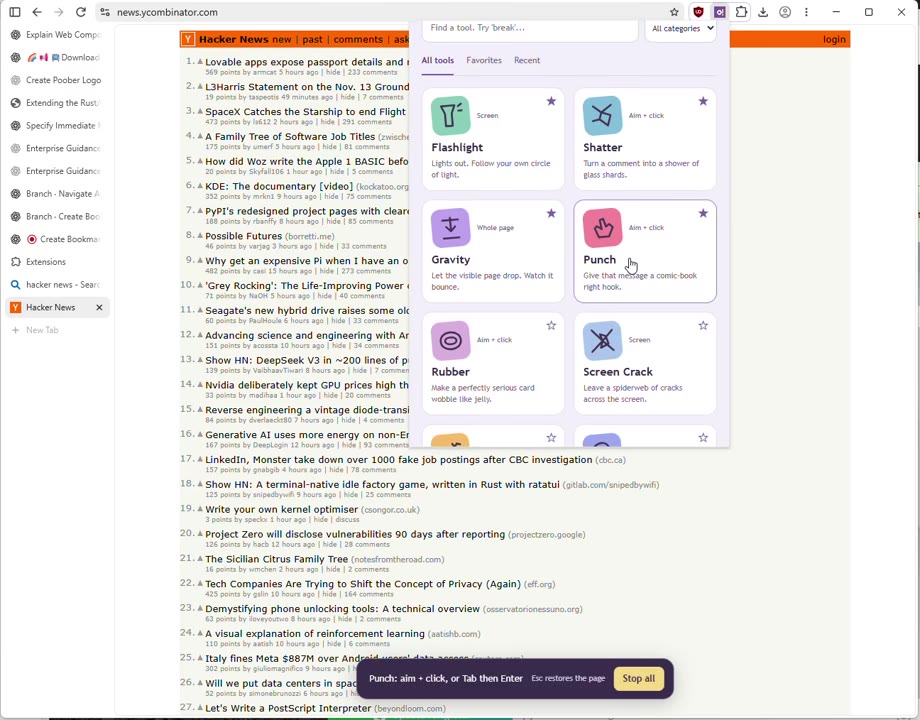 news.ycombinator.com
Explain Web Compo
Download
Create Poober Logo
Extending the Rust
Specify Immediate
Enterprise Guidance
Enterprise Guidance
Branch - Navigate A
Branch - Create Boo
Create Bookmar
Extensions
hacker news - Searc
Hacker News
New Tab
Hacker News new | past | comments | ask
login
1. Lovable apps expose passport details and
569 points by armcat 5 hours ago | hide | 233 comments
2. L3Harris Statement on the Nov. 13 Ground
19 points by taspeotis 49 minutes ago | hide | 7 comments
3. SpaceX Catches the Starship to end Flight
473 points by ls612 2 hours ago | hide | 291 comments
4. A Family Tree of Software Job Titles (zwische
175 points by umerf 5 hours ago | hide | 81 comments
5. How did Woz write the Apple 1 BASIC befo
20 points by Skyfall106 1 hour ago | hide | 5 comments
6. KDE: The documentary [video] (kockatoo.org
352 points by mrkn1 9 hours ago | hide | 75 comments
7. PyPI's redesigned project pages with cleare
188 points by rbanffy 8 hours ago | hide | 85 comments
8. Possible Futures (borretti.me)
46 points by varjag 3 hours ago | hide | 33 comments
9. Why get an expensive Pi when I have an o
482 points by casi 15 hours ago | hide | 273 comments
10. 'Grey Rocking': The Life-Improving Power
71 points by NaOH 5 hours ago | hide | 40 comments
11. Seagate's new hybrid drive raises some old
60 points by PaulHoule 6 hours ago | hide | 33 comments
12. Advancing science and engineering with Ar
151 points by acossta 10 hours ago | hide | 34 comments
13. Show HN: DeepSeek V3 in ~200 lines of p
139 points by VaibhaavTiwari 8 hours ago | hide | 7 commen
14. Nvidia deliberately kept GPU prices high th
33 points by madihaa 1 hour ago | hide | 20 comments
15. Reverse engineering a vintage diode-transi
84 points by dverlaeckt80 7 hours ago | hide | 4 comments
16. Generative AI uses more energy on non-En
167 points by DeepLogin 12 hours ago | hide | 93 comments
17. LinkedIn, Monster take down over 1000 fake job postings after CBC investigation (cbc.ca)
157 points by gnabgib 4 hours ago | hide | 78 comments
18. Show HN: A terminal-native idle factory game, written in Rust with ratatui (gitlab.com/snipedbywifi)
125 points by snipedbywifi 9 hours ago | hide | 25 comments
19. Write your own kernel optimiser (csongor.co.uk)
3 points by speckx 1 hour ago | hide | discuss
20. Project Zero will disclose vulnerabilities 90 days after reporting (projectzero.google)
126 points by hacb 12 hours ago | hide | 28 comments
21. The Sicilian Citrus Family Tree (notesfromtheroad.com)
16 points by wmchen 2 hours ago | hide | 2 comments
22. Tech Companies Are Trying to Shift the Concept of Privacy (Again) (eff.org)
425 points by gslin 10 hours ago | hide | 164 comments
23. Demystifying phone unlocking tools: A technical overview (osservatorionessuno.org)
63 points by iloveyoutwo 8 hours ago | hide | 2 comments
24. A visual explanation of reinforcement learning (aatishb.com)
110 points by aatish 10 hours ago | hide | 6 comments
25. Italy fines Meta $887M over Android users' data access
302 points by giuliomagnifico 9 hours
26. Will we put data centers in spac
52 points by simonebrunozzi 6 hours ago | hide
27. Let's Write a PostScript Interpreter (beyondloom.com)
Find a tool. Try 'break'...
All categories
All tools
Favorites
Recent
Screen
Flashlight
Lights out. Follow your own circle
of light.
Aim + click
Shatter
Turn a comment into a shower of
glass shards.
Whole page
Gravity
Let the visible page drop. Watch it
bounce.
Aim + click
Punch
Give that message a comic-book
right hook.
Aim + click
Rubber
Make a perfectly serious card
wobble like jelly.
Screen
Screen Crack
Leave a spiderweb of cracks
across the screen.
Punch: aim + click, or Tab then Enter
Esc restores the page
Stop all